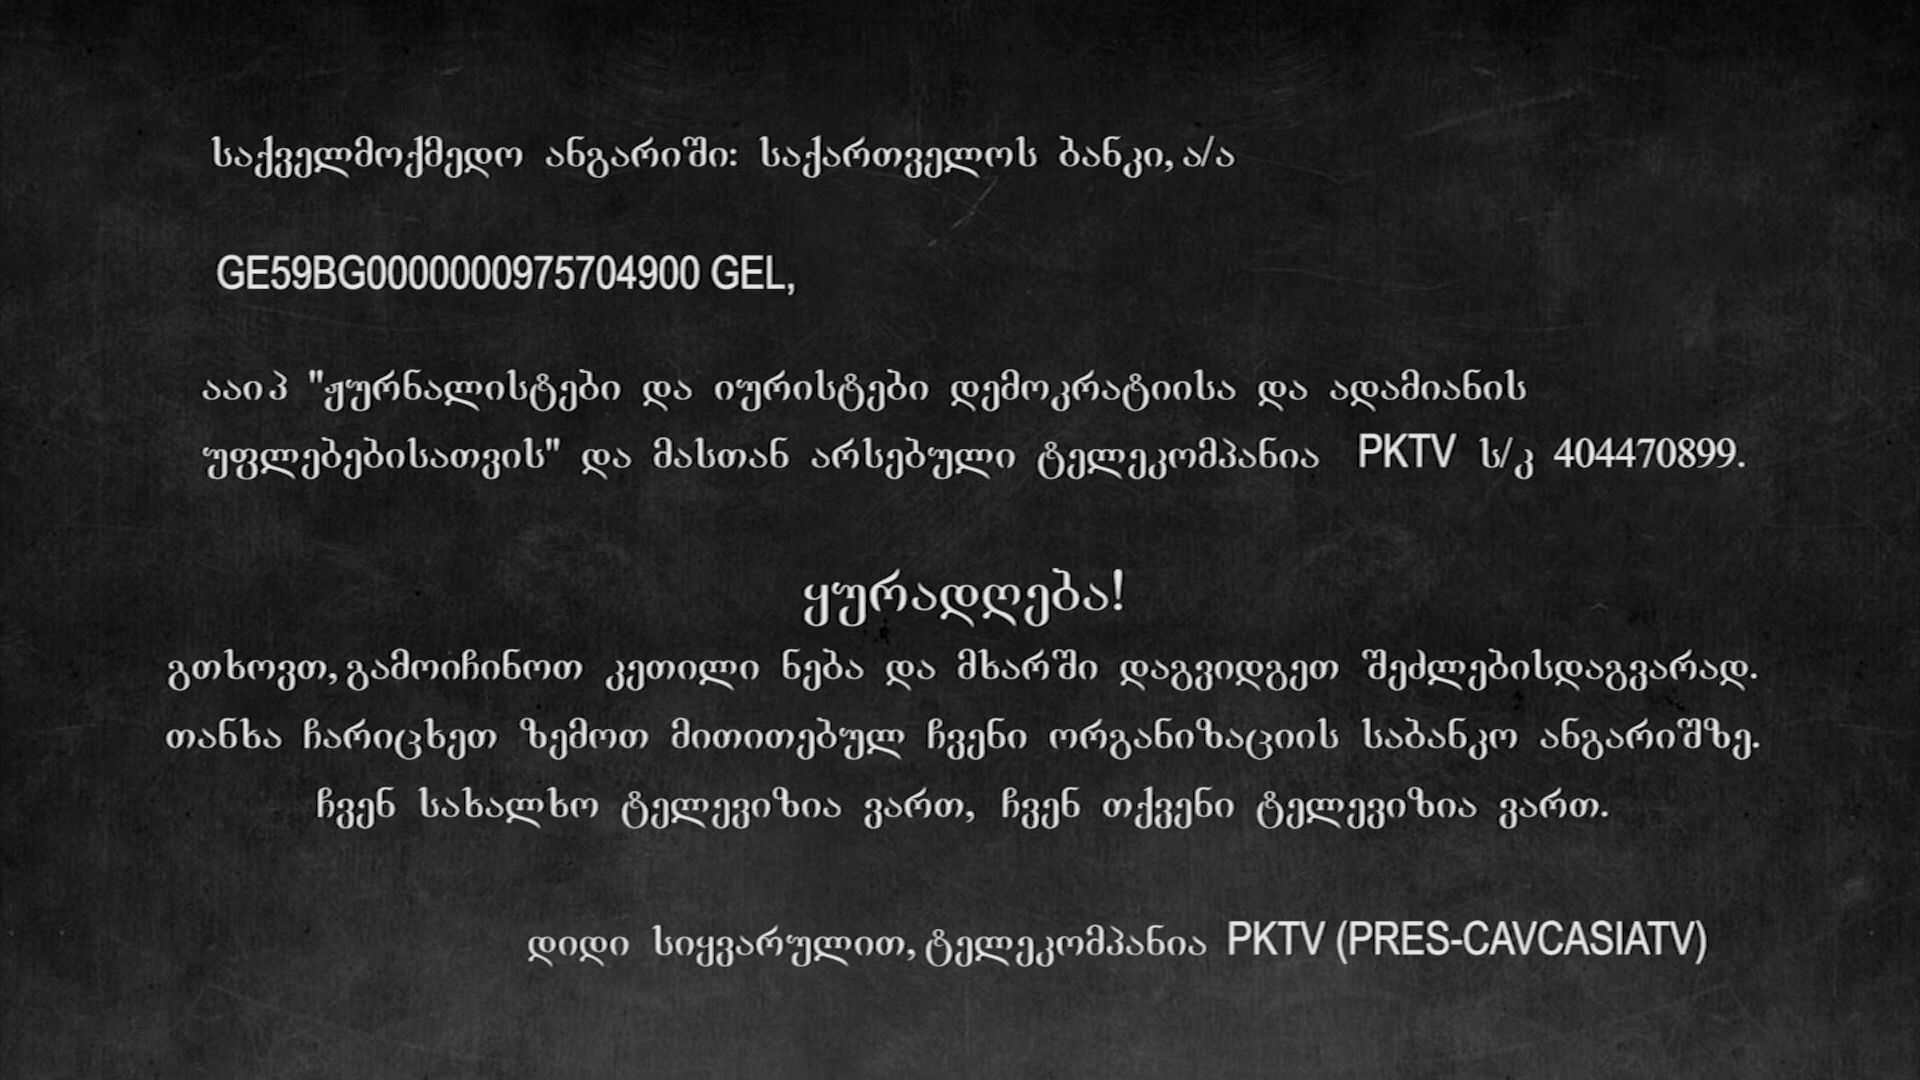 საქველმოქმედო ანგარიში: საქართველოს ბანკი, ა/ა
GE59BG0000000975704900 GEL,
ააიპ "ჟურნალისტები და იურისტები დემოკრატიისა და ადამიანის
უფლებებისათვის" და მასთან არსებული ტელეკომპანია PKTV ს/კ 404470899.
ყურადღება!
გთხოვთ, გამოიჩინოთ კეთილი ნება და მხარში დაგვიდგეთ შეძლებისდაგვარად.
თანხა ჩარიცხეთ ზემოთ მითითებულ ჩვენი ორგანიზაციის საბანკო ანგარიშზე.
ჩვენ სახალხო ტელევიზია ვართ, ჩვენ თქვენი ტელევიზია ვართ.
დიდი სიყვარულით, ტელეკომპანია PKTV (PRES-CAVCASIATV)